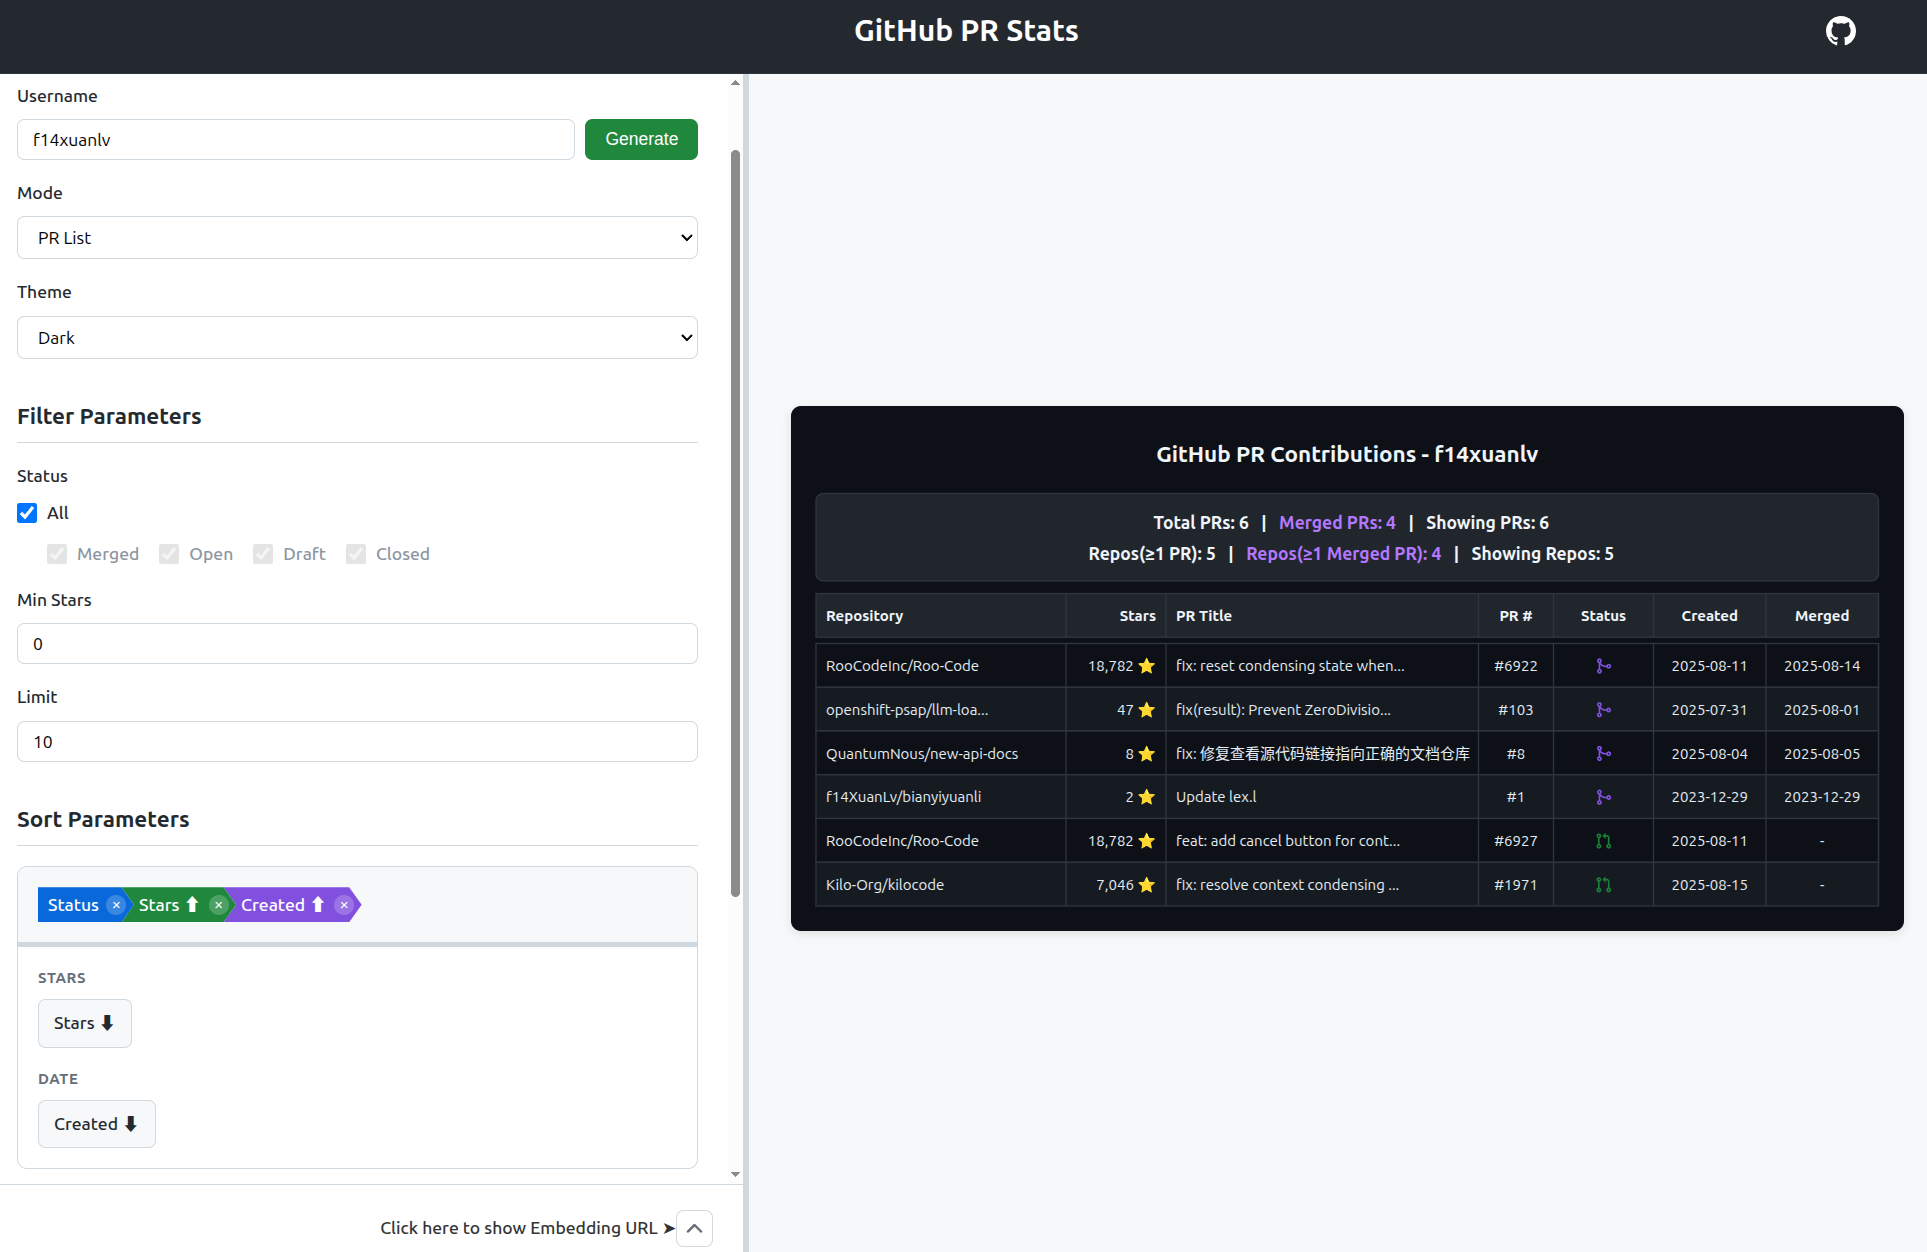 GitHub PR Stats
Username
f14xuanlv
Generate
Mode
PR List
Theme
Dark
Filter Parameters
Status
All
Merged Open Draft Closed
Min Stars
0
Limit
10
Sort Parameters
Status × Stars ⬆ × Created ⬆ ×
STARS
Stars ⬇
DATE
Created ⬇
Click here to show Embedding URL ➤
GitHub PR Contributions - f14xuanlv
Total PRs: 6 | Merged PRs: 4 | Showing PRs: 6
Repos(≥1 PR): 5 | Repos(≥1 Merged PR): 4 | Showing Repos: 5
Repository Stars PR Title PR # Status Created Merged
RooCodeInc/Roo-Code 18,782 ⭐ fix: reset condensing state when... #6922 2025-08-11 2025-08-14
openshift-psap/llm-loa... 47 ⭐ fix(result): Prevent ZeroDivisio... #103 2025-07-31 2025-08-01
QuantumNous/new-api-docs 8 ⭐ fix: 修复查看源代码链接指向正确的文档仓库 #8 2025-08-04 2025-08-05
f14XuanLv/bianyiyuanli 2 ⭐ Update lex.l #1 2023-12-29 2023-12-29
RooCodeInc/Roo-Code 18,782 ⭐ feat: add cancel button for cont... #6927 2025-08-11 -
Kilo-Org/kilocode 7,046 ⭐ fix: resolve context condensing ... #1971 2025-08-15 -